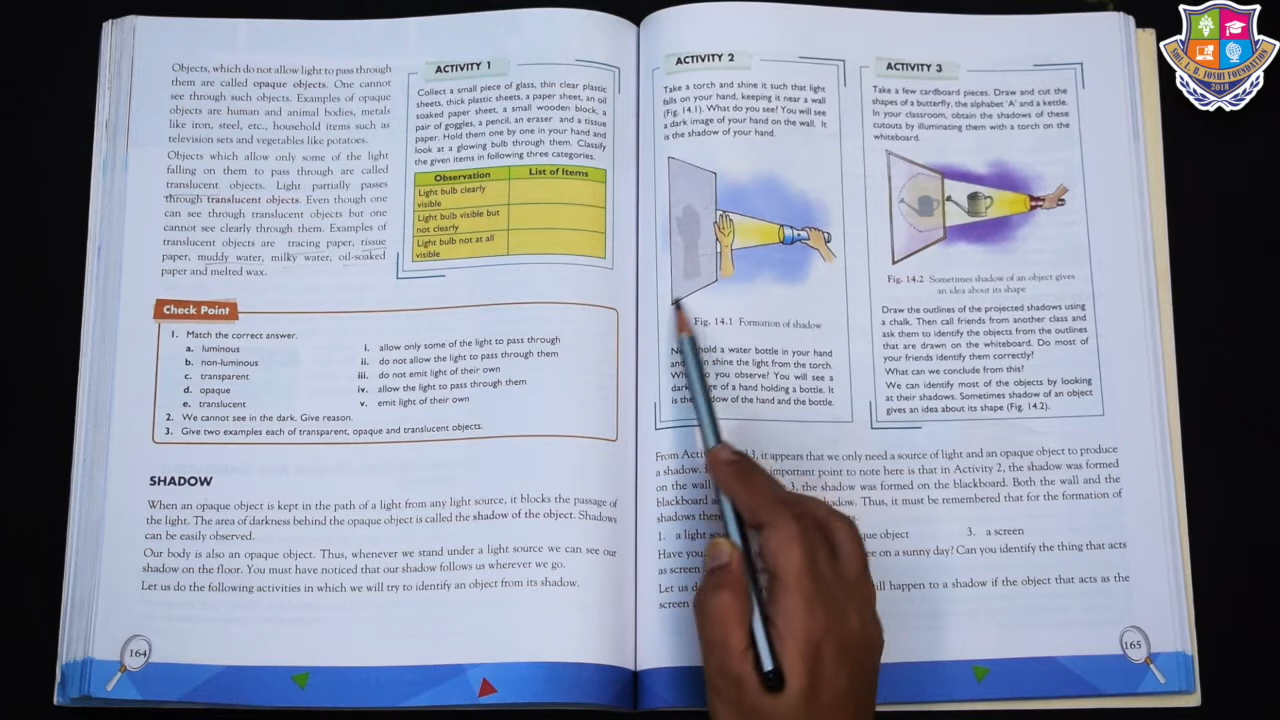 Objects, which do not allow light to pass through
them are called opaque objects. One cannot
see through such objects. Examples of opaque
objects are human and animal bodies, metals
like iron, steel, etc., household items such as
television sets and vegetables like potatoes.
Objects which allow only some of the light
falling on them to pass through are called
translucent objects. Light partially passes
through translucent objects. Even though one
can see through translucent objects but one
cannot see clearly through them. Examples of
translucent objects are tracing paper, tissue
paper, muddy water, milky water, oil-soaked
paper and melted wax.
ACTIVITY 1
Collect a small piece of glass, thin clear plastic
sheets, thick plastic sheets, a paper sheet, an oil
soaked paper sheet, a small wooden block, a
pair of goggles, a pencil, an eraser and a tissue
paper. Hold them one by one in your hand and
look at a glowing bulb through them. Classify
the given items in following three categories.
Observation List of Items
Light bulb clearly
visible
Light bulb visible but
not clearly
Light bulb not at all
visible
Check Point
1. Match the correct answer.
a. luminous i. allow only some of the light to pass through
b. non-luminous ii. do not allow the light to pass through them
c. transparent iii. do not emit light of their own
d. opaque iv. allow the light to pass through them
e. translucent v. emit light of their own
2. We cannot see in the dark. Give reason.
3. Give two examples each of transparent, opaque and translucent objects.
SHADOW
When an opaque object is kept in the path of a light from any light source, it blocks the passage of
the light. The area of darkness behind the opaque object is called the shadow of the object. Shadows
can be easily observed.
Our body is also an opaque object. Thus, whenever we stand under a light source we can see our
shadow on the floor. You must have noticed that our shadow follows us wherever we go.
Let us do the following activities in which we will try to identify an object from its shadow.
164
ACTIVITY 2
Take a torch and shine it such that light
falls on your hand, keeping it near a wall
(Fig. 14.1). What do you see? You will see
a dark image of your hand on the wall. It
is the shadow of your hand.
Fig. 14.1 Formation of shadow
hold a water bottle in your hand
and shine the light from the torch.
you observe? You will see a
dark of a hand holding a bottle. It
is the of the hand and the bottle.
ACTIVITY 3
Take a few cardboard pieces. Draw and cut the
shapes of a butterfly, the alphabet 'A' and a kettle.
In your classroom, obtain the shadows of these
cutouts by illuminating them with a torch on the
whiteboard.
Fig. 14.2 Sometimes shadow of an object gives
an idea about its shape
Draw the outlines of the projected shadows using
a chalk. Then call friends from another class and
ask them to identify the objects from the outlines
that are drawn on the whiteboard. Do most of
your friends identify them correctly?
What can we conclude from this?
We can identify most of the objects by looking
at their shadows. Sometimes shadow of an object
gives an idea about its shape (Fig. 14.2).
From 3, it appears that we only need a source of light and an opaque object to produce
a shadow. important point to note here is that in Activity 2, the shadow was formed
on the wall 3, the shadow was formed on the blackboard. Both the wall and the
blackboard shadow. Thus, it must be remembered that for the formation of
shadows
1. a light object 3. a screen
Have you on a sunny day? Can you identify the thing that acts
as screen
Let us happen to a shadow if the object that acts as the
screen
165
SHRI. L. B. JOSHI FOUNDATION
2018